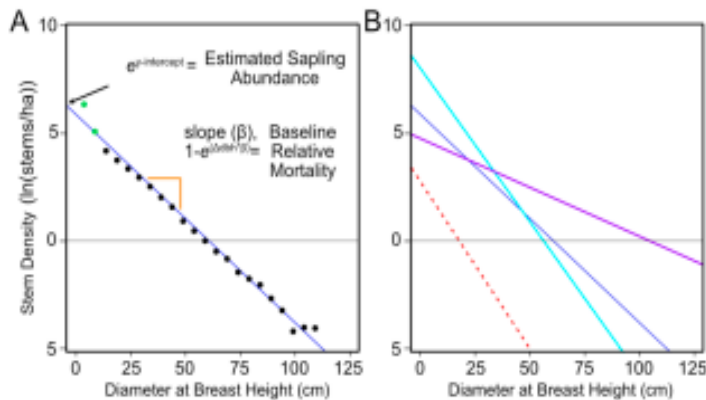 A
B
10
5
0
5
Stem Density (ln(stems/ha))
e^y-intercept = Estimated Sapling
Abundance
slope (β), Baseline
Relative
Mortality
0 25 50 75 100 125
Diameter at Breast Height (cm)
10
5
0
5
0 25 50 75 100 125
Diameter at Breast Height (cm)